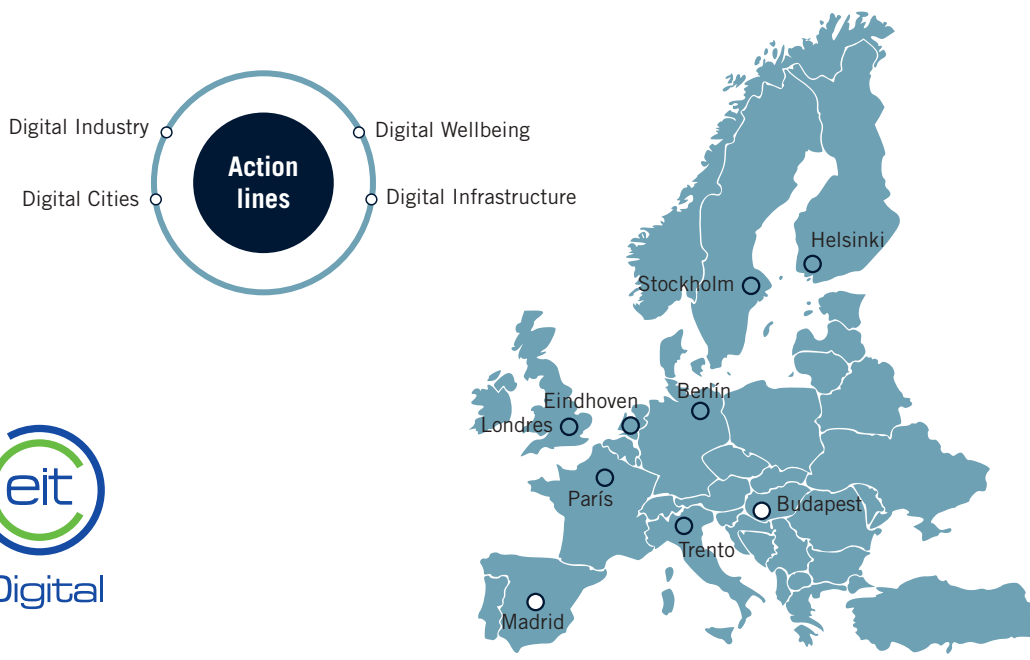 Digital Industry
Digital Wellbeing
Action
lines
Digital Cities
Digital Infrastructure
Helsinki
Stockholm
Berlín
Eindhoven
Londres
París
Budapest
Trento
Madrid
eit
Digital